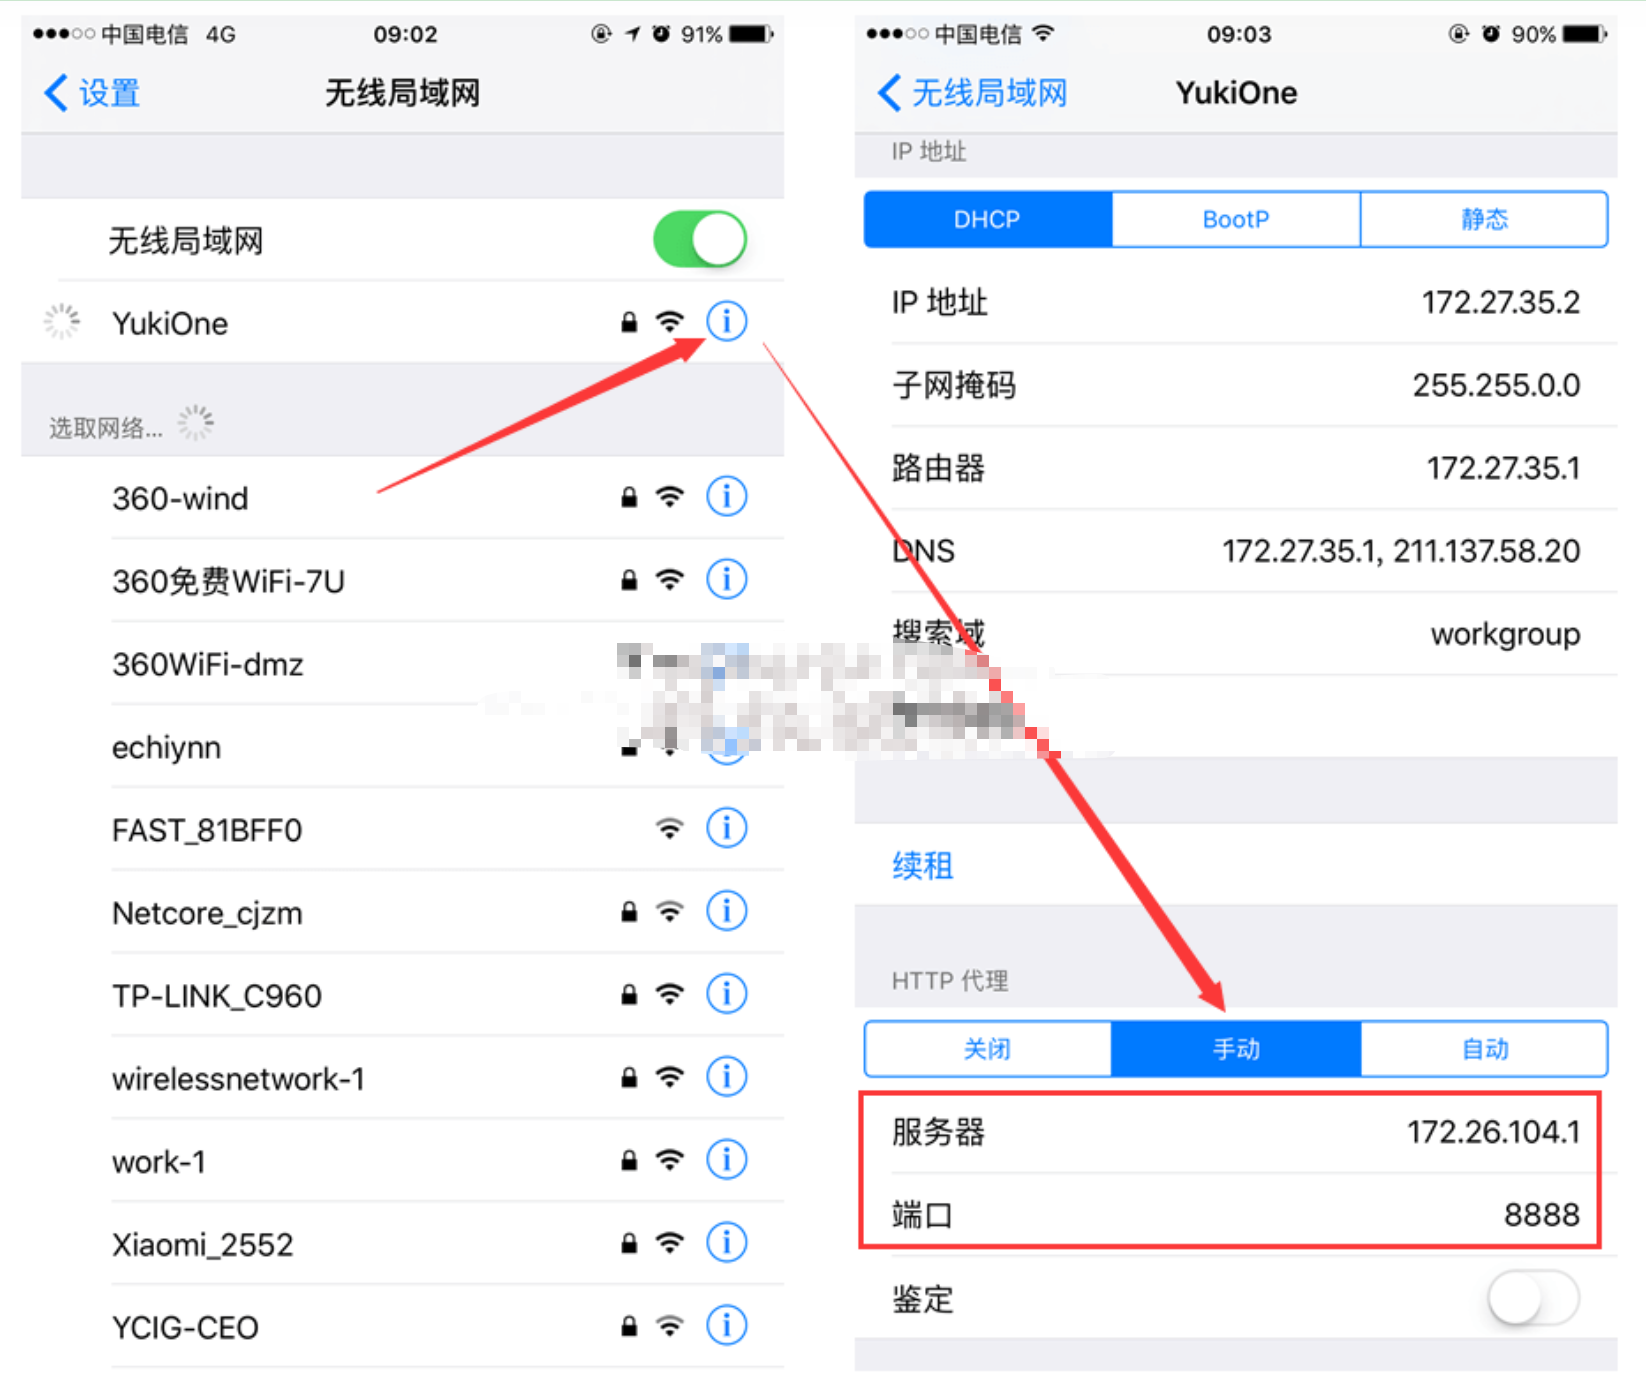 中国电信 4G 09:02 91%
设置 无线局域网
无线局域网
YukiOne
选取网络...
360-wind
360免费WiFi-7U
360WiFi-dmz
echiynn
FAST_81BFF0
Netcore_cjzm
TP-LINK_C960
wirelessnetwork-1
work-1
Xiaomi_2552
YCIG-CEO
中国电信 09:03 90%
无线局域网 YukiOne
IP 地址
DHCP BootP 静态
IP 地址 172.27.35.2
子网掩码 255.255.0.0
路由器 172.27.35.1
DNS 172.27.35.1, 211.137.58.20
搜索域 workgroup
续租
HTTP 代理
关闭 手动 自动
服务器 172.26.104.1
端口 8888
鉴定